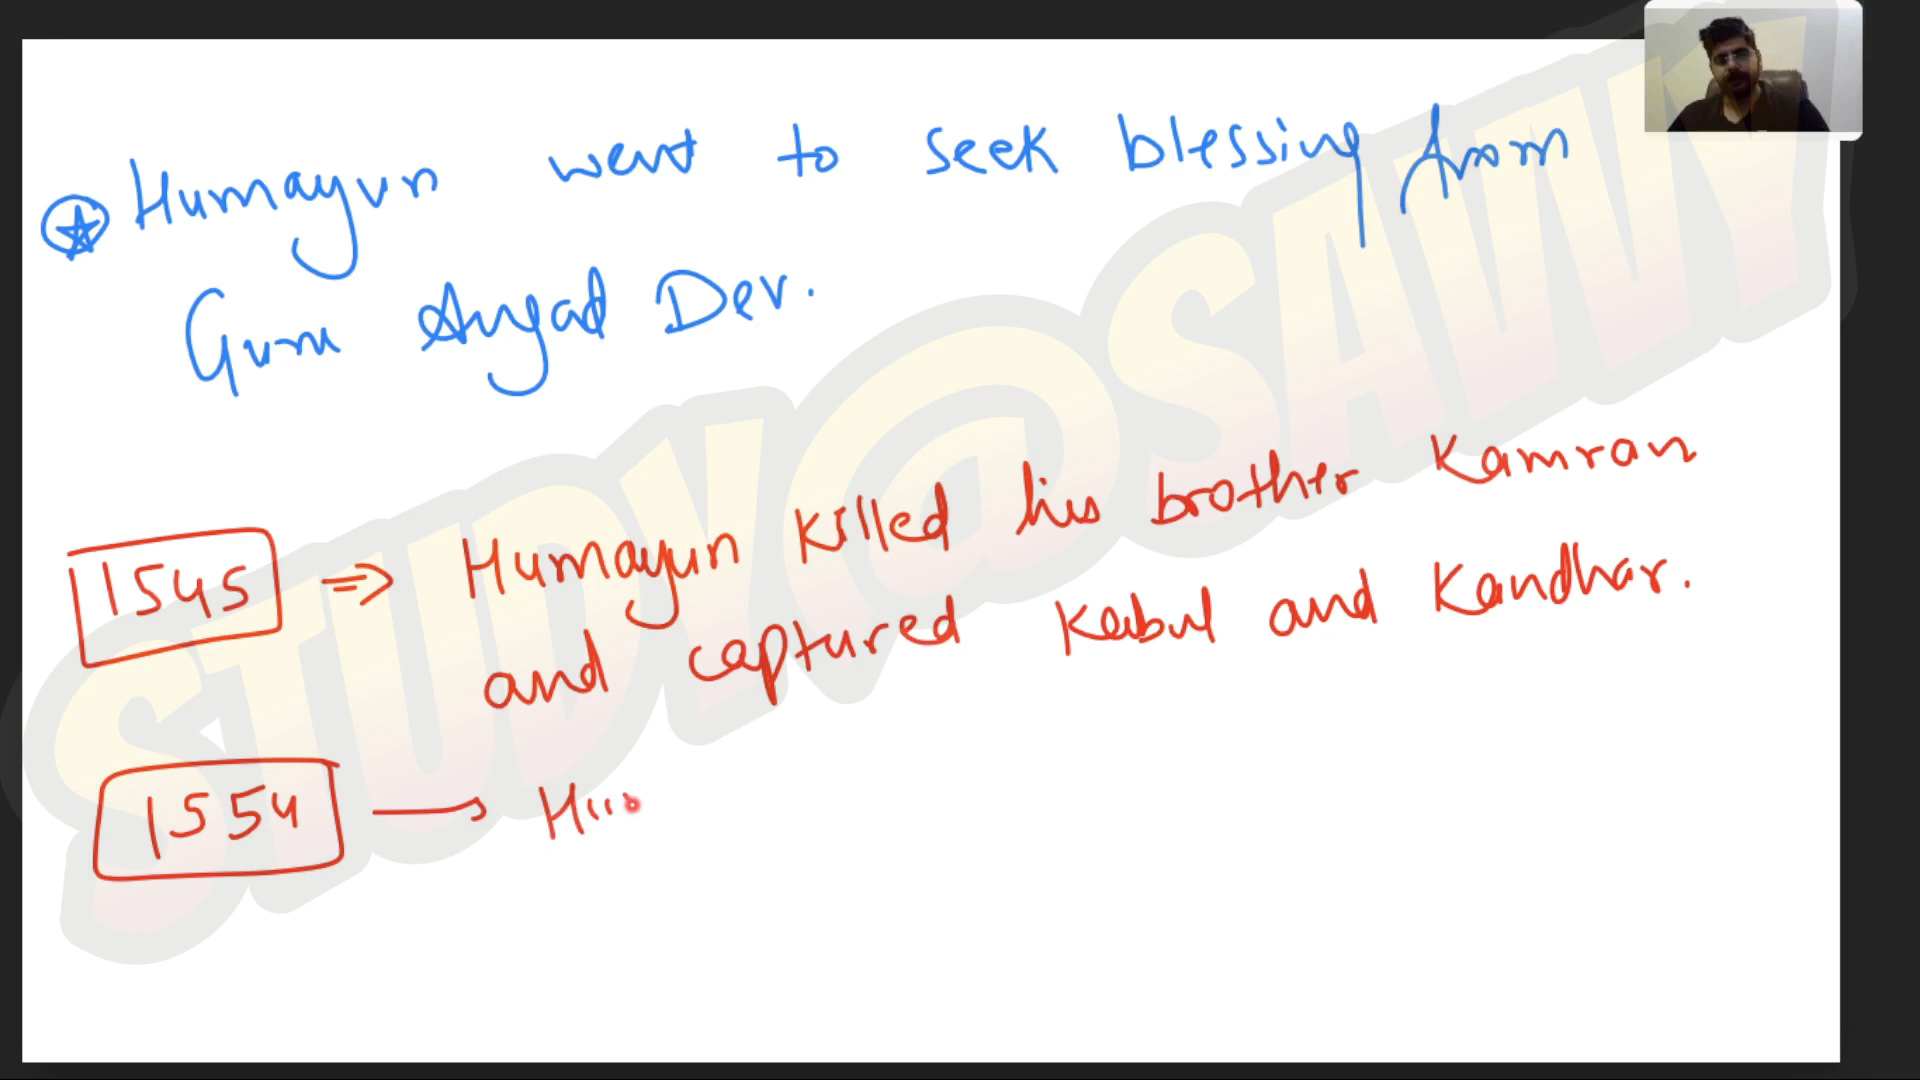 Humayun went to seek blessing from
Guru Angad Dev.
1545 ⇒ Humayun killed his brother Kamran
and captured Kabul and Kandhar.
1554 → Hu
STUDY@SAVVY